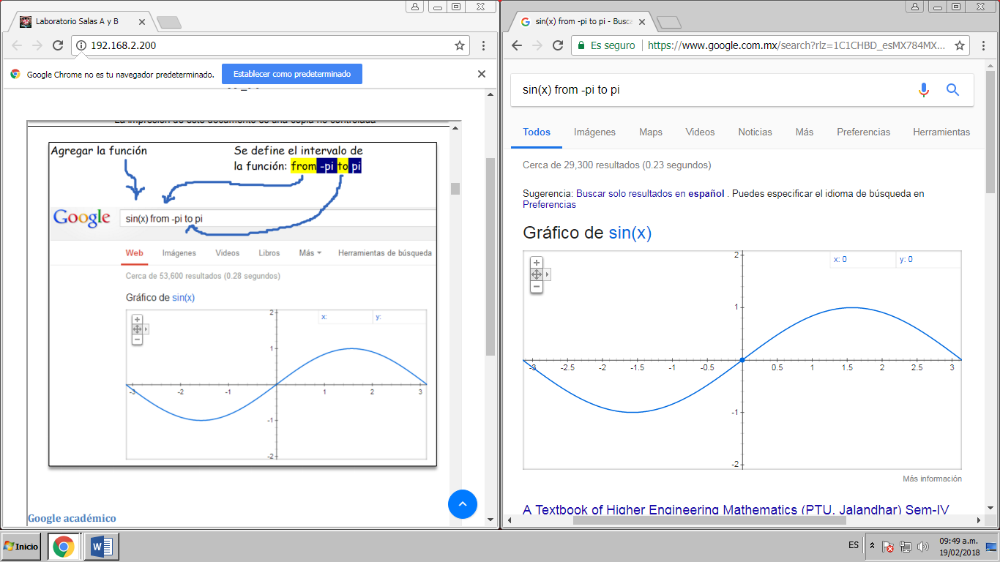 Laboratorio Salas A y B
192.168.2.200
Google Chrome no es tu navegador predeterminado.
Establecer como predeterminado
La impresión de este documento es una copia no controlada
Agregar la función
Se define el intervalo de
la función: from -pi to pi
Google
sin(x) from -pi to pi
Web Imágenes Videos Libros Más Herramientas de búsqueda
Cerca de 53,600 resultados (0.28 segundos)
Gráfico de sin(x)
x: y:
2
1
-3 -2 -1 1 2 3
-1
-2
Google académico
sin(x) from -pi to pi - Busca
Es seguro https://www.google.com.mx/search?rlz=1C1CHBD_esMX784MX...
sin(x) from -pi to pi
Todos Imágenes Maps Videos Noticias Más Preferencias Herramientas
Cerca de 29,300 resultados (0.23 segundos)
Sugerencia: Buscar solo resultados en español . Puedes especificar el idioma de búsqueda en
Preferencias
Gráfico de sin(x)
x: 0 y: 0
2
1
-3 -2.5 -2 -1.5 -1 -0.5 0.5 1 1.5 2 2.5 3
-1
-2
Más información
A Textbook of Higher Engineering Mathematics (PTU, Jalandhar) Sem-IV
Inicio
ES
09:49 a.m.
19/02/2018